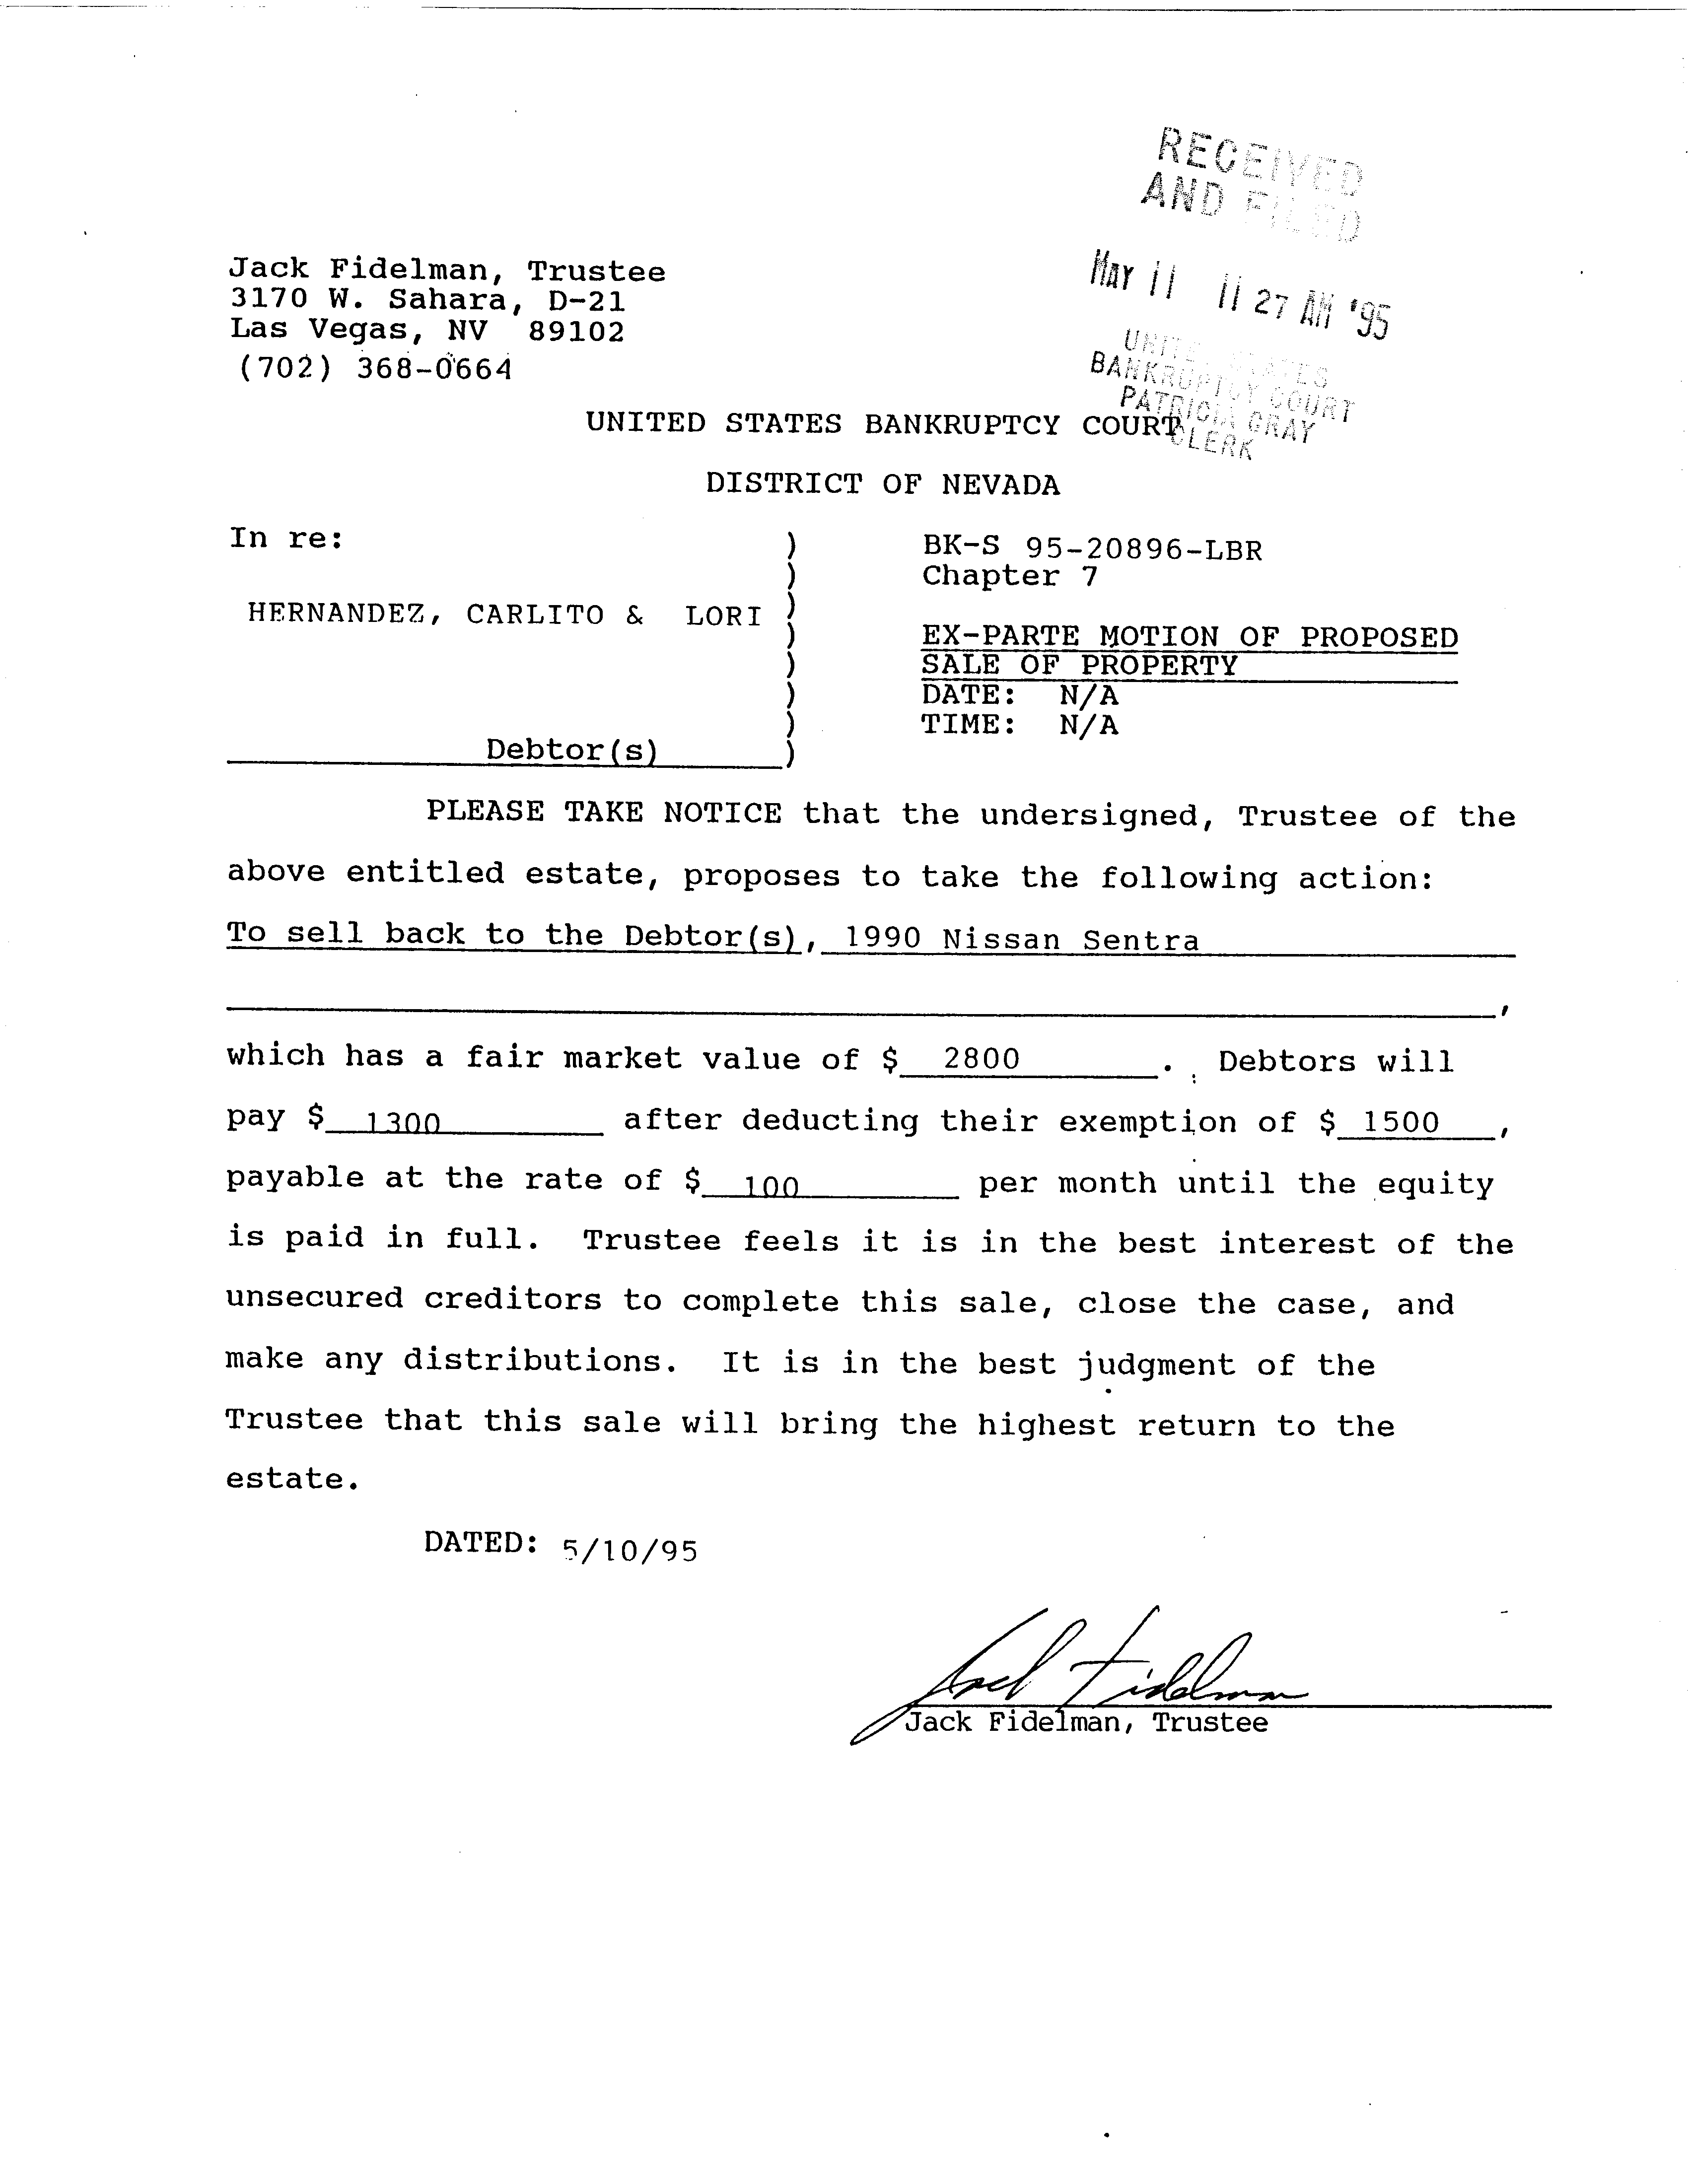 RECEIVED
AND FILED
MAY 11 11 27 AM '95
UNITED STATES
BANKRUPTCY COURT
PATRICIA GRAY
CLERK
Jack Fidelman, Trustee
3170 W. Sahara, D-21
Las Vegas, NV 89102
(702) 368-0664
UNITED STATES BANKRUPTCY COURT
DISTRICT OF NEVADA
In re:
HERNANDEZ, CARLITO & LORI
Debtor(s)
)
)
)
)
)
)
)
)
BK-S 95-20896-LBR
Chapter 7
EX-PARTE MOTION OF PROPOSED
SALE OF PROPERTY
DATE: N/A
TIME: N/A
PLEASE TAKE NOTICE that the undersigned, Trustee of the
above entitled estate, proposes to take the following action:
To sell back to the Debtor(s), 1990 Nissan Sentra
,
which has a fair market value of $ 2800 . Debtors will
pay $ 1300 after deducting their exemption of $ 1500 ,
payable at the rate of $ 100 per month until the equity
is paid in full. Trustee feels it is in the best interest of the
unsecured creditors to complete this sale, close the case, and
make any distributions. It is in the best judgment of the
Trustee that this sale will bring the highest return to the
estate.
DATED: 5/10/95
Jack Fidelman
Jack Fidelman, Trustee